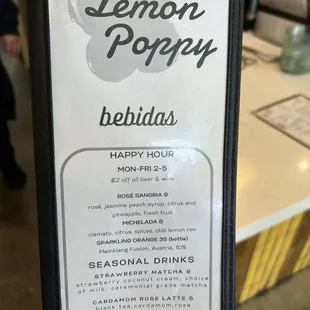 Lemon
Poppy
bebidas
HAPPY HOUR
MON-FRI 2-5
$2 off all beer & wine
ROSÉ SANGRIA 9
rosé, jasmine peach syrup, citrus and
pineapple, fresh fruit
MICHELADA 8
clamato, citrus, spices, chili lemon rim
SPARKLING ORANGE 35 (bottle)
Meinklang Fusion, Austria, 10%
SEASONAL DRINKS
STRAWBERRY MATCHA 8
strawberry coconut cream, choice
of milk, ceremonial grade matcha
CARDAMOM ROSE LATTE 8
black tea, cardamom, rose